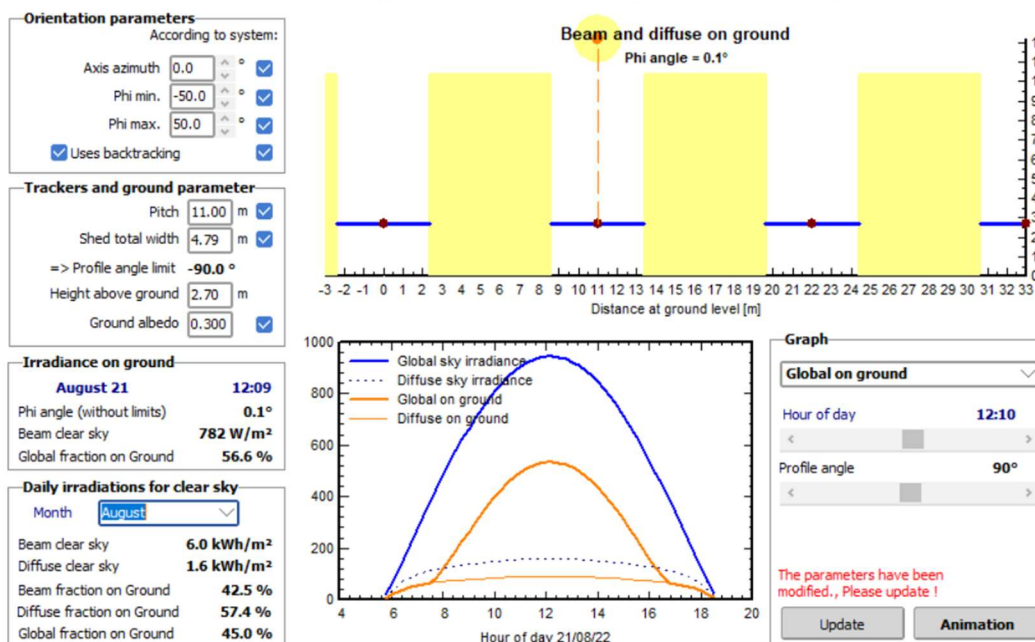 Orientation parameters
According to system:
Axis azimuth 0.0 °
Phi min. -50.0 °
Phi max. 50.0 °
Uses backtracking
Trackers and ground parameter
Pitch 11.00 m
Shed total width 4.79 m
=> Profile angle limit -90.0 °
Height above ground 2.70 m
Ground albedo 0.300
Irradiance on ground
August 21 12:09
Phi angle (without limits) 0.1°
Beam clear sky 782 W/m²
Global fraction on Ground 56.6 %
Daily irradiations for clear sky
Month August
Beam clear sky 6.0 kWh/m²
Diffuse clear sky 1.6 kWh/m²
Beam fraction on Ground 42.5 %
Diffuse fraction on Ground 57.4 %
Global fraction on Ground 45.0 %
Beam and diffuse on ground
Phi angle = 0.1°
-3 -2 -1 0 1 2 3 4 5 6 7 8 9 10 11 12 13 14 15 16 17 18 19 20 21 22 23 24 25 26 27 28 29 30 31 32 33
Distance at ground level [m]
9
8
7
6
5
4
3
2
1
0
1000
800
600
400
200
0
Global sky irradiance
Diffuse sky irradiance
Global on ground
Diffuse on ground
4 6 8 10 12 14 16 18 20
Hour of day 21/08/22
Graph
Global on ground
Hour of day 12:10
Profile angle 90°
The parameters have been
modified., Please update !
Update Animation